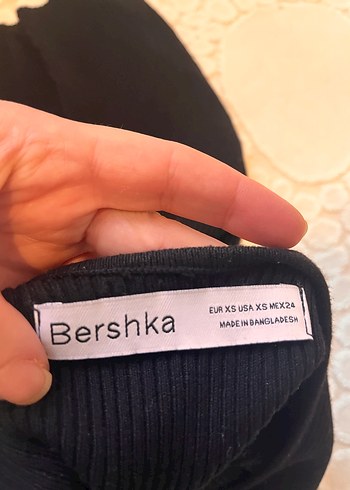 Bershka
EUR XS USA XS MEX24
MADE IN BANGLADESH